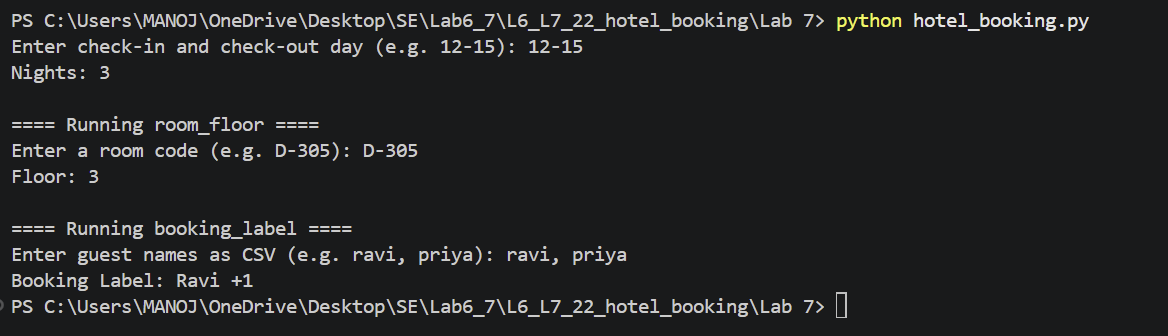 PS C:\Users\MANOJ\OneDrive\Desktop\SE\Lab6_7\L6_L7_22_hotel_booking\Lab 7> python hotel_booking.py
Enter check-in and check-out day (e.g. 12-15): 12-15
Nights: 3
==== Running room_floor ====
Enter a room code (e.g. D-305): D-305
Floor: 3
==== Running booking_label ====
Enter guest names as CSV (e.g. ravi, priya): ravi, priya
Booking Label: Ravi +1
PS C:\Users\MANOJ\OneDrive\Desktop\SE\Lab6_7\L6_L7_22_hotel_booking\Lab 7>